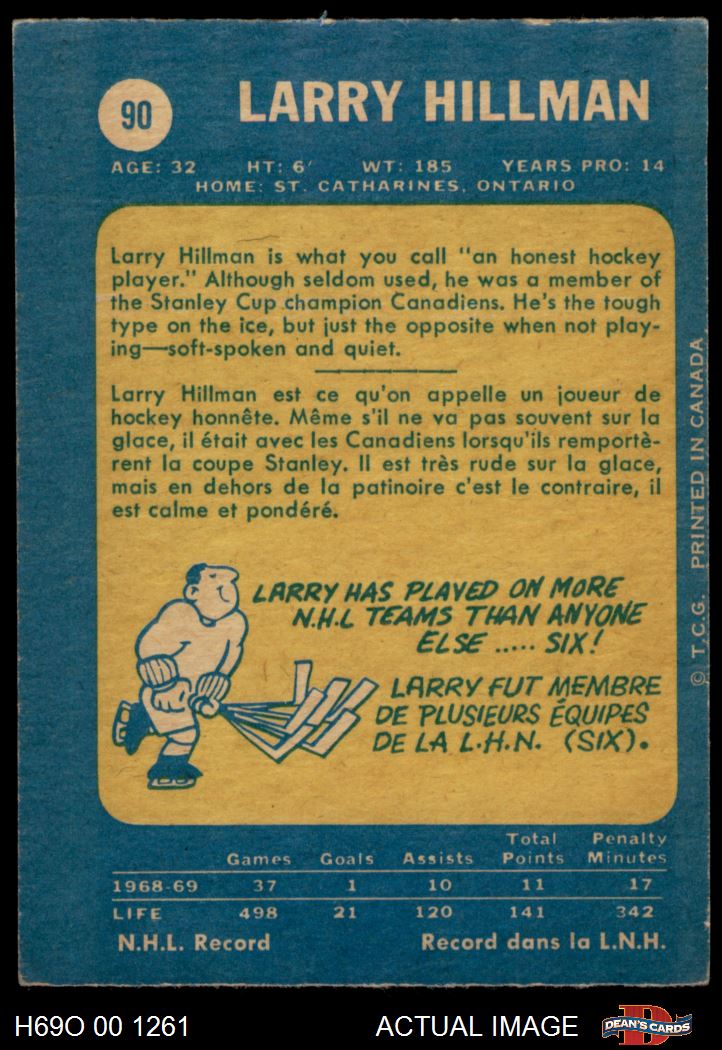 90
LARRY HILLMAN
AGE: 32 HT: 6' WT: 185 YEARS PRO: 14
HOME: ST. CATHARINES, ONTARIO
Larry Hillman is what you call "an honest hockey
player." Although seldom used, he was a member of
the Stanley Cup champion Canadiens. He's the tough
type on the ice, but just the opposite when not play-
ing—soft-spoken and quiet.
Larry Hillman est ce qu'on appelle un joueur de
hockey honnête. Même s'il ne va pas souvent sur la
glace, il était avec les Canadiens lorsqu'ils remportè-
rent la coupe Stanley. Il est très rude sur la glace,
mais en dehors de la patinoire c'est le contraire, il
est calme et pondéré.
LARRY HAS PLAYED ON MORE
N.H.L TEAMS THAN ANYONE
ELSE ..... SIX!
LARRY FUT MEMBRE
DE PLUSIEURS ÉQUIPES
DE LA L.H.N. (SIX).
© T.C.G. PRINTED IN CANADA
Total Penalty
Games Goals Assists Points Minutes
1968-69 37 1 10 11 17
LIFE 498 21 120 141 342
N.H.L. Record Record dans la L.N.H.
H69O 00 1261 ACTUAL IMAGE
D
DEAN'S CARDS